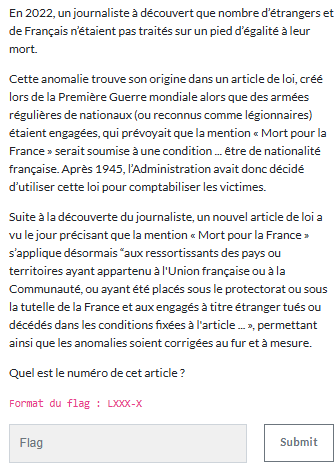 En 2022, un journaliste à découvert que nombre d'étrangers et
de Français n'étaient pas traités sur un pied d'égalité à leur
mort.
Cette anomalie trouve son origine dans un article de loi, créé
lors de la Première Guerre mondiale alors que des armées
régulières de nationaux (ou reconnus comme légionnaires)
étaient engagées, qui prévoyait que la mention « Mort pour la
France » serait soumise à une condition ... être de nationalité
française. Après 1945, l'Administration avait donc décidé
d'utiliser cette loi pour comptabiliser les victimes.
Suite à la découverte du journaliste, un nouvel article de loi a
vu le jour précisant que la mention « Mort pour la France »
s'applique désormais “aux ressortissants des pays ou
territoires ayant appartenu à l'Union française ou à la
Communauté, ou ayant été placés sous le protectorat ou sous
la tutelle de la France et aux engagés à titre étranger tués ou
décédés dans les conditions fixées à l'article ... », permettant
ainsi que les anomalies soient corrigées au fur et à mesure.
Quel est le numéro de cet article ?
Format du flag : LXXX-X
Flag
Submit